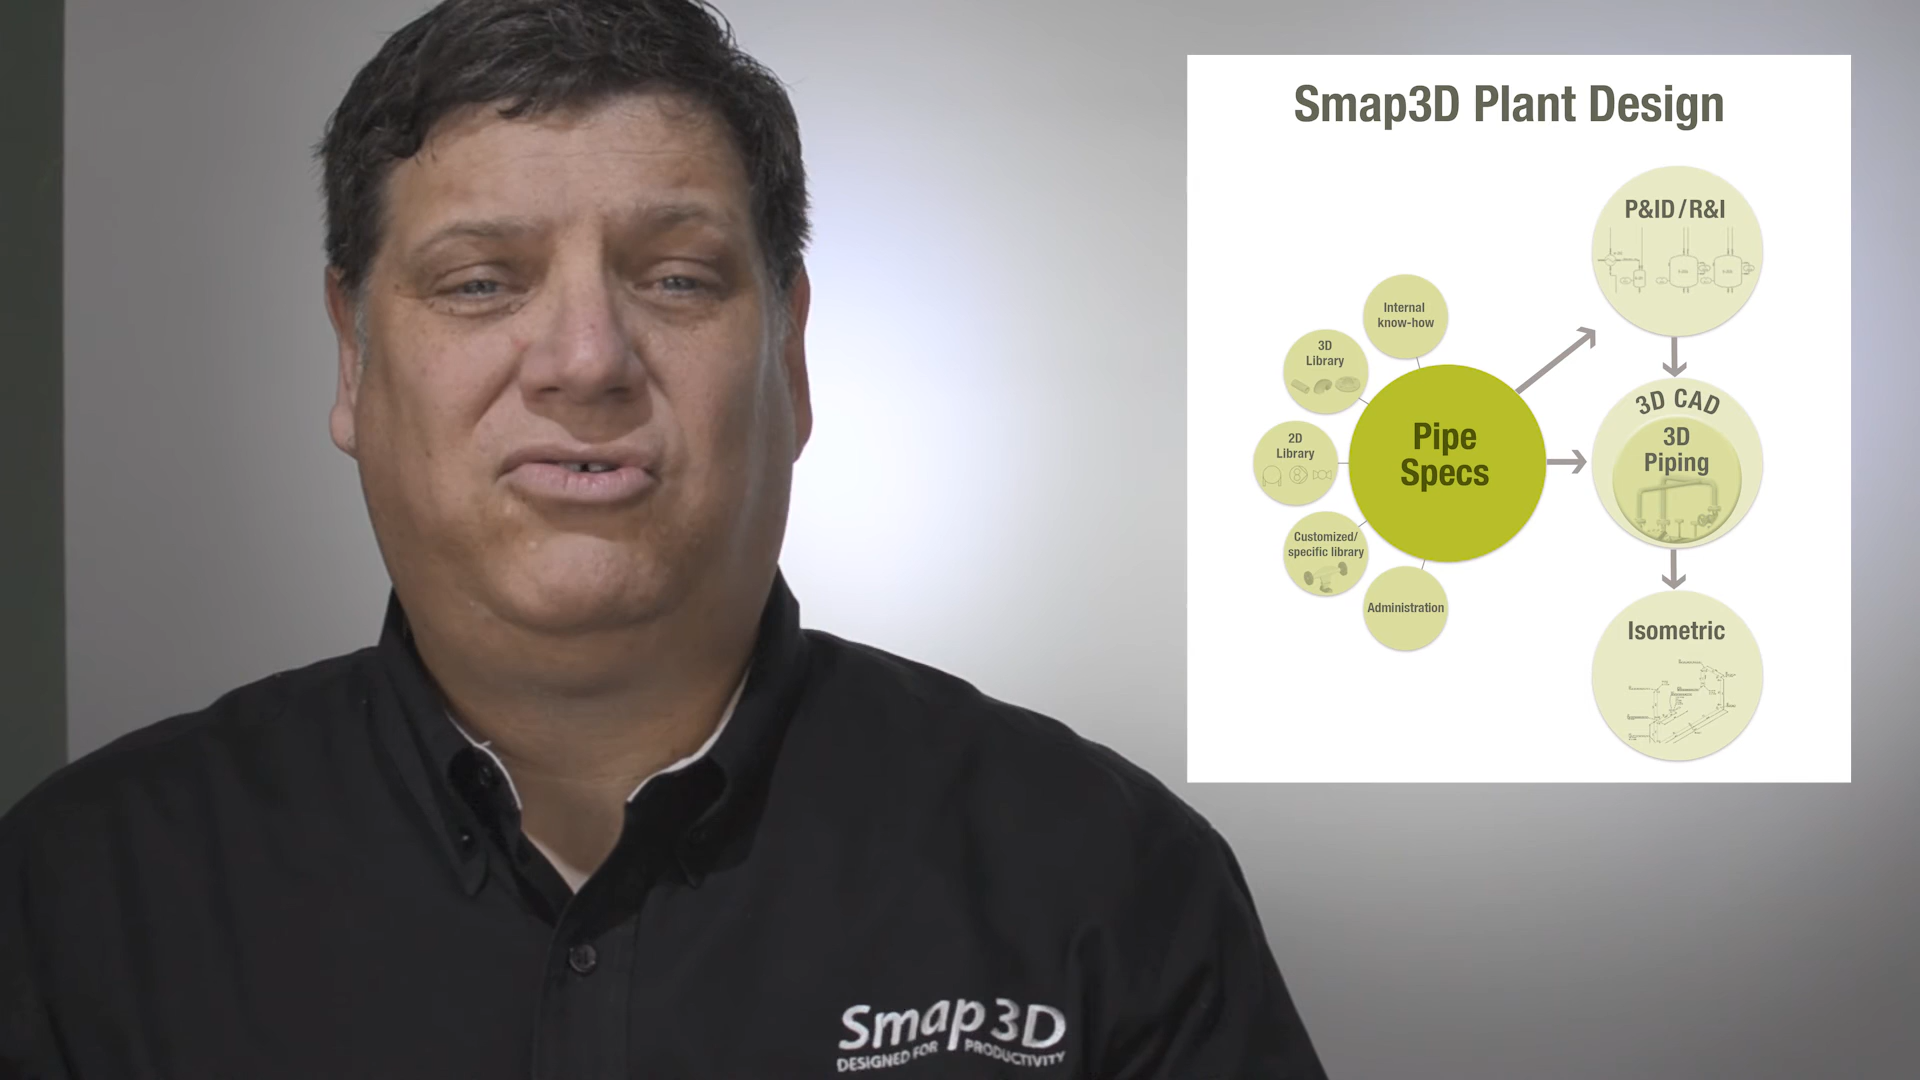 Smap3D Plant Design
P&ID/R&I
Internal
know-how
3D
Library
3D CAD
3D
Piping
Pipe
Specs
2D
Library
Customized/
specific library
Administration
Isometric
Smap3D
DESIGNED FOR PRODUCTIVITY